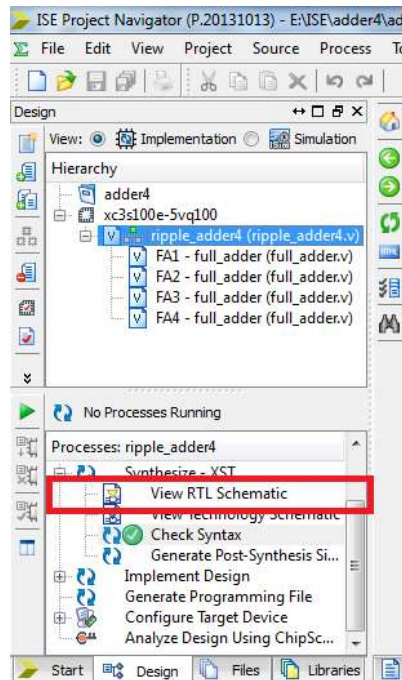 ISE Project Navigator (P.20131013) - E:\ISE\adder4\ad
File Edit View Project Source Process
Design
View: Implementation Simulation
Hierarchy
adder4
xc3s100e-5vq100
ripple_adder4 (ripple_adder4.v)
FA1 - full_adder (full_adder.v)
FA2 - full_adder (full_adder.v)
FA3 - full_adder (full_adder.v)
FA4 - full_adder (full_adder.v)
No Processes Running
Processes: ripple_adder4
Synthesize - XST
View RTL Schematic
View Technology Schematic
Check Syntax
Generate Post-Synthesis Si...
Implement Design
Generate Programming File
Configure Target Device
Analyze Design Using ChipSc...
Start Design Files Libraries